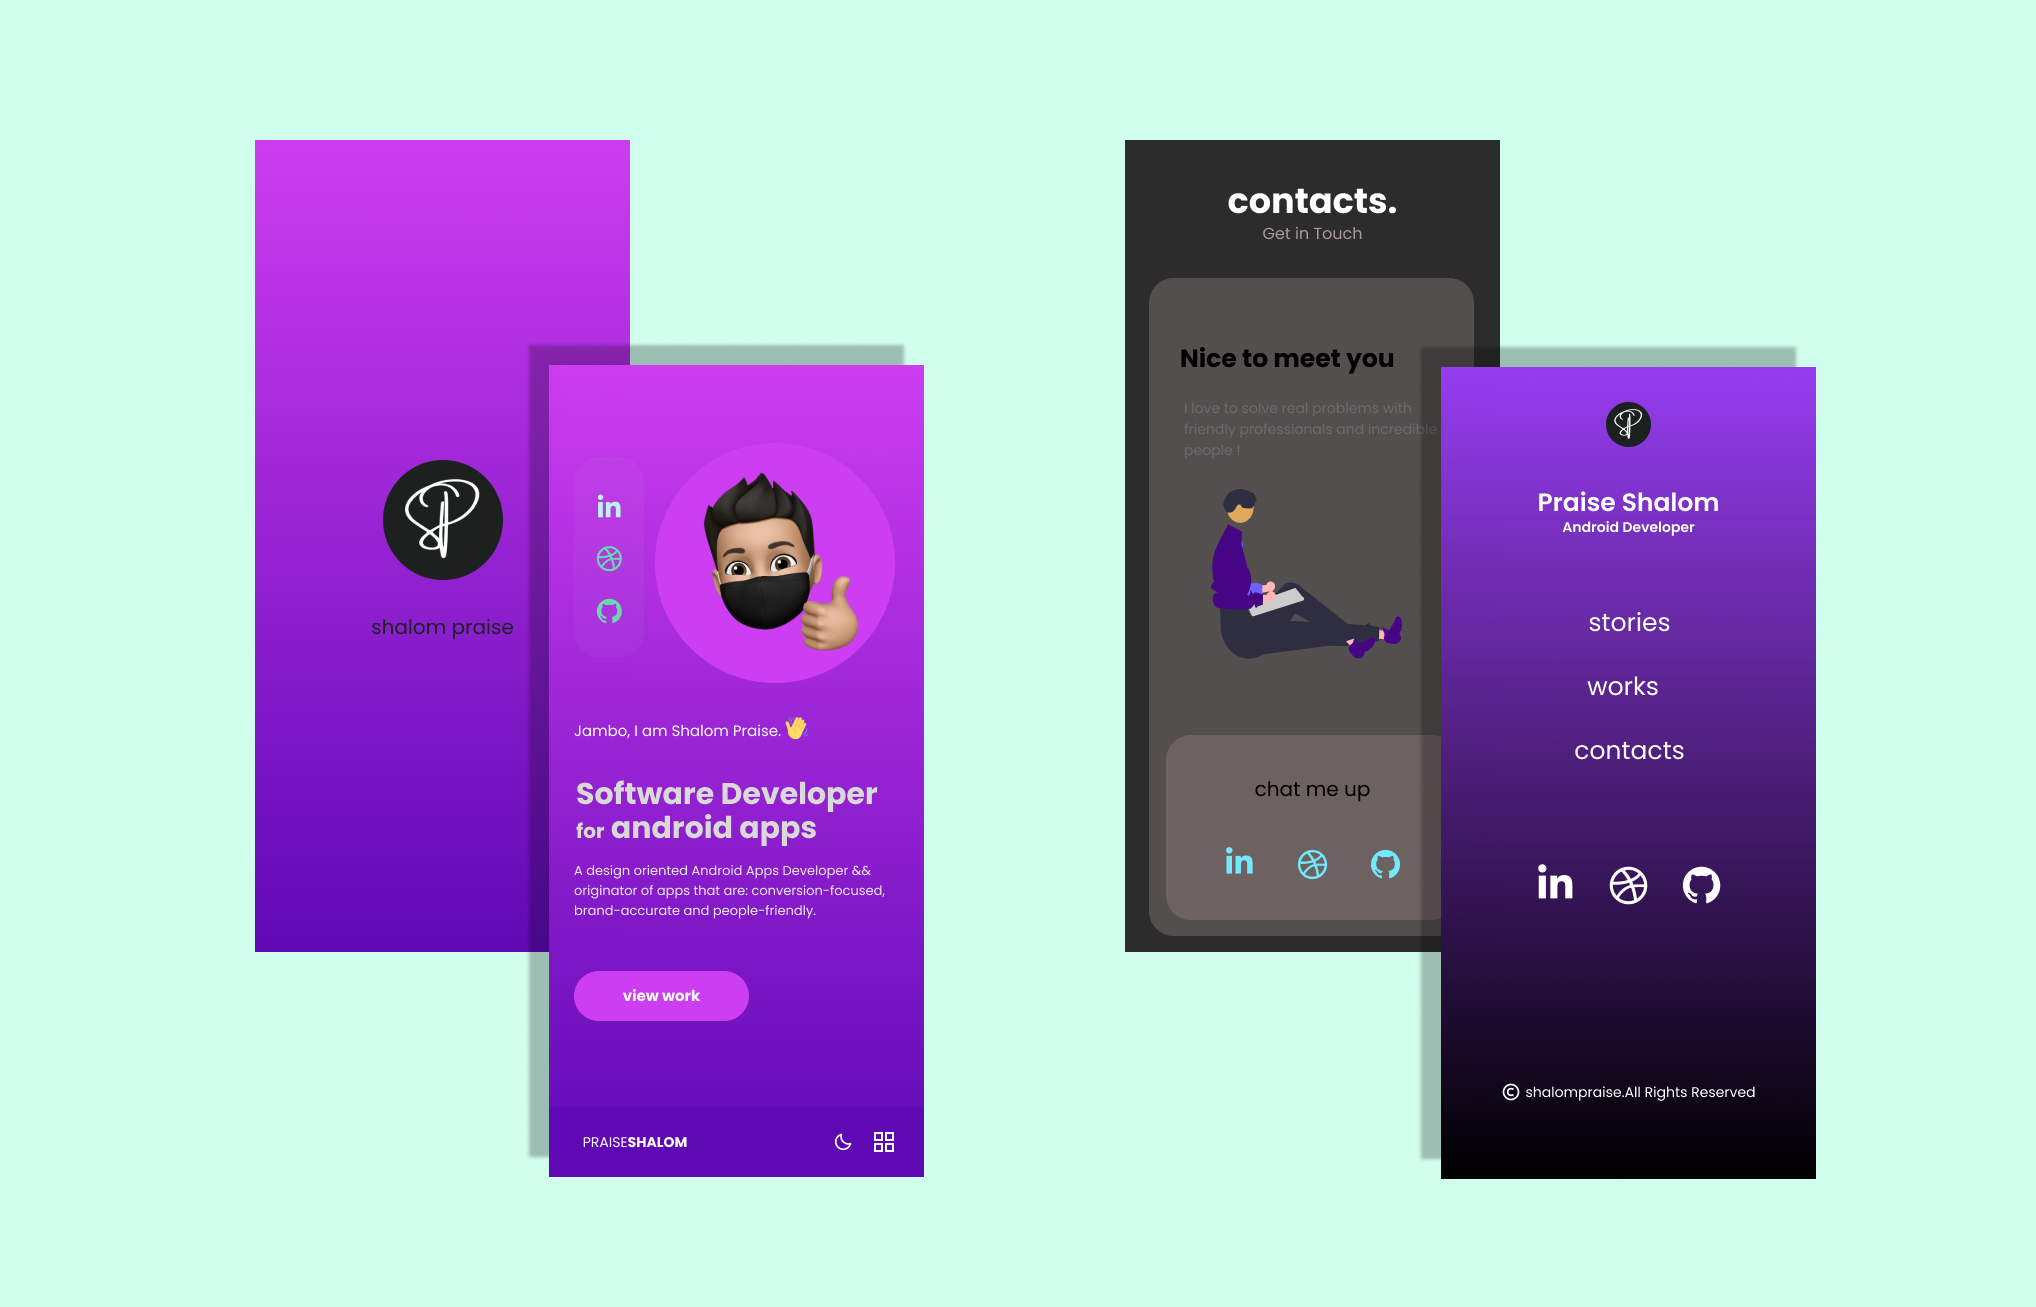 shalom praise
in
Jambo, I am Shalom Praise. 👋
Software Developer
for android apps
A design oriented Android Apps Developer &&
originator of apps that are: conversion-focused,
brand-accurate and people-friendly.
view work
PRAISESHALOM
contacts.
Get in Touch
Nice to meet you
I love to solve real problems with
friendly professionals and incredible
people !
chat me up
in
Praise Shalom
Android Developer
stories
works
contacts
in
© shalompraise.All Rights Reserved